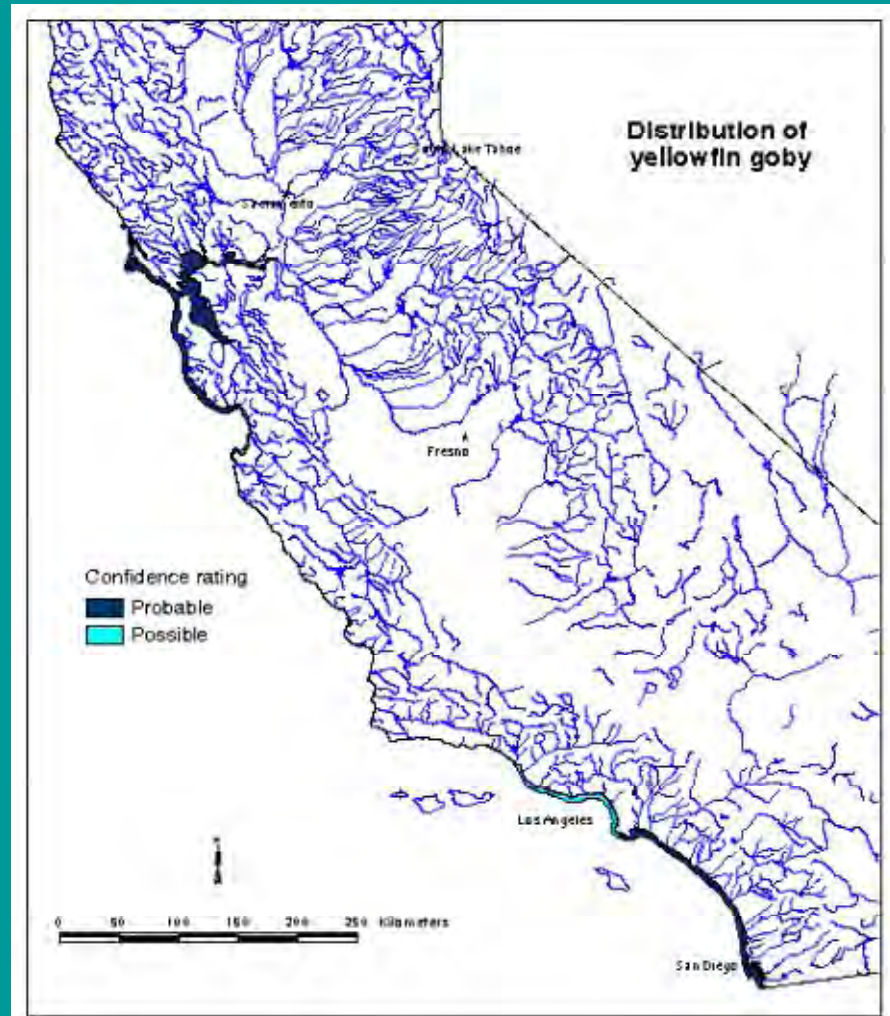 Distribution of
yellowfin goby
Lake Tahoe
Sacramento
Fresno
Confidence rating
Probable
Possible
Los Angeles
0 50 100 150 200 250 Kilometers
San Diego